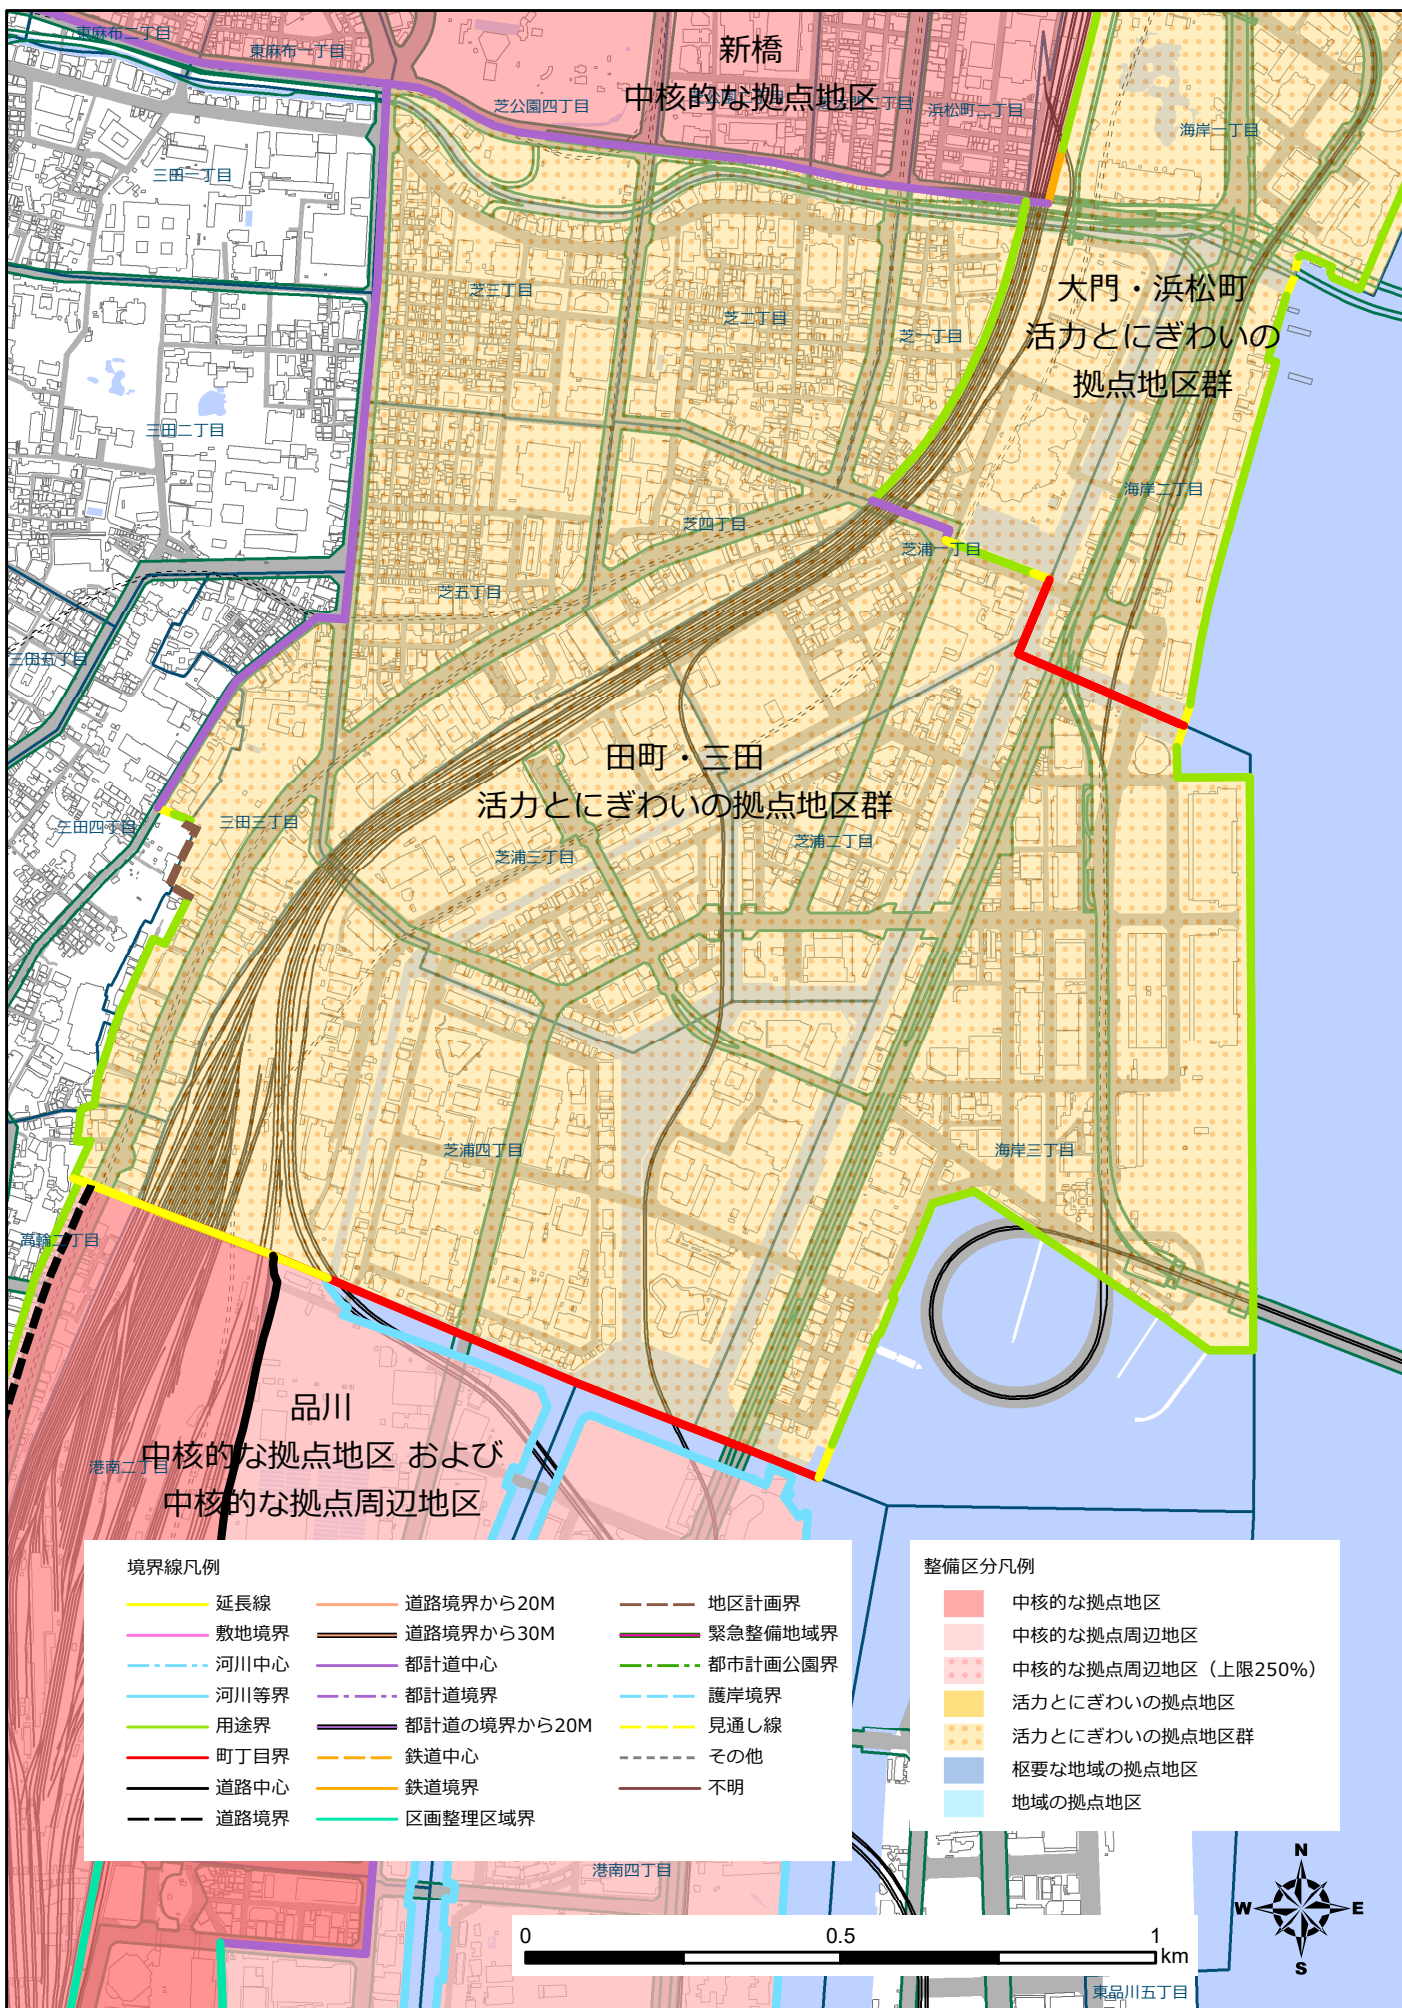 東麻布二丁目
東麻布一丁目
新橋
中核的な拠点地区
芝公園四丁目
浜松町二丁目
海岸一丁目
三田一丁目
芝三丁目
芝二丁目
芝一丁目
大門・浜松町
活力とにぎわいの
拠点地区群
三田二丁目
海岸二丁目
芝四丁目
芝浦一丁目
芝五丁目
三田五丁目
田町・三田
活力とにぎわいの拠点地区群
三田四丁目
三田三丁目
芝浦三丁目
芝浦二丁目
芝浦四丁目
海岸三丁目
高輪二丁目
品川
中核的な拠点地区 および
中核的な拠点周辺地区
港南二丁目
境界線凡例
延長線
敷地境界
河川中心
河川等界
用途界
町丁目界
道路中心
道路境界
道路境界から20M
道路境界から30M
都計道中心
都計道境界
都計道の境界から20M
鉄道中心
鉄道境界
区画整理区域界
地区計画界
緊急整備地域界
都市計画公園界
護岸境界
見通し線
その他
不明
整備区分凡例
中核的な拠点地区
中核的な拠点周辺地区
中核的な拠点周辺地区（上限250%）
活力とにぎわいの拠点地区
活力とにぎわいの拠点地区群
枢要な地域の拠点地区
地域の拠点地区
港南四丁目
0 0.5 1
km
N
W E
S
東品川五丁目